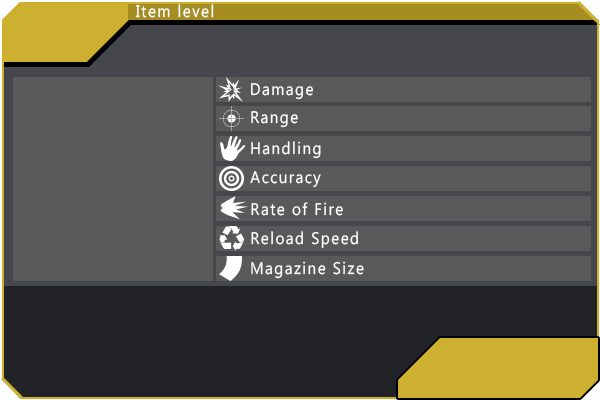 Item level
Damage
Range
Handling
Accuracy
Rate of Fire
Reload Speed
Magazine Size